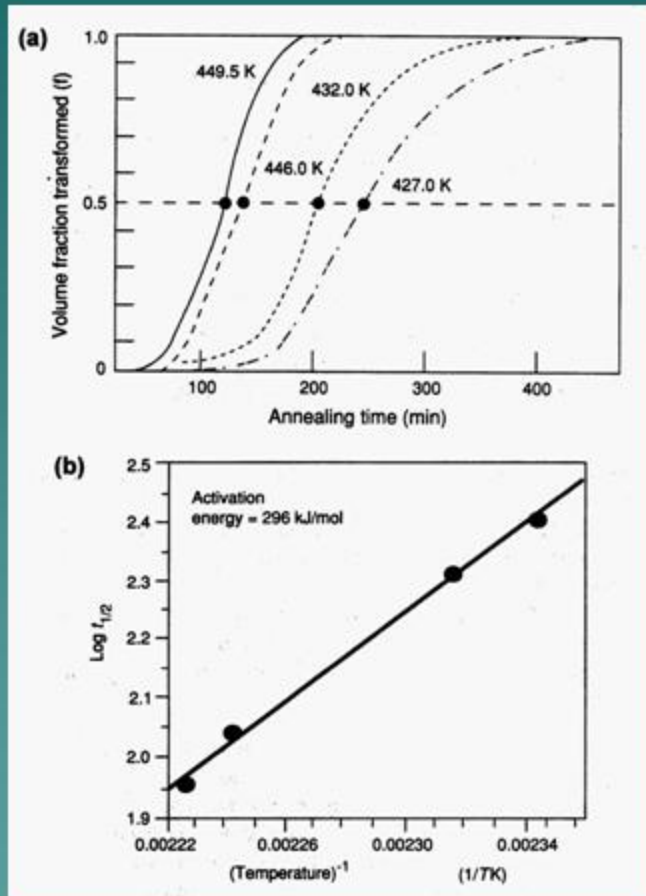 (a)
1.0
449.5 K
432.0 K
446.0 K
427.0 K
0.5
0
Volume fraction transformed (f)
100 200 300 400
Annealing time (min)
(b)
2.5
2.4
2.3
2.2
2.1
2.0
1.9
Activation
energy = 296 kJ/mol
Log t1/2
0.00222 0.00226 0.00230 0.00234
(Temperature)-1 (1/TK)